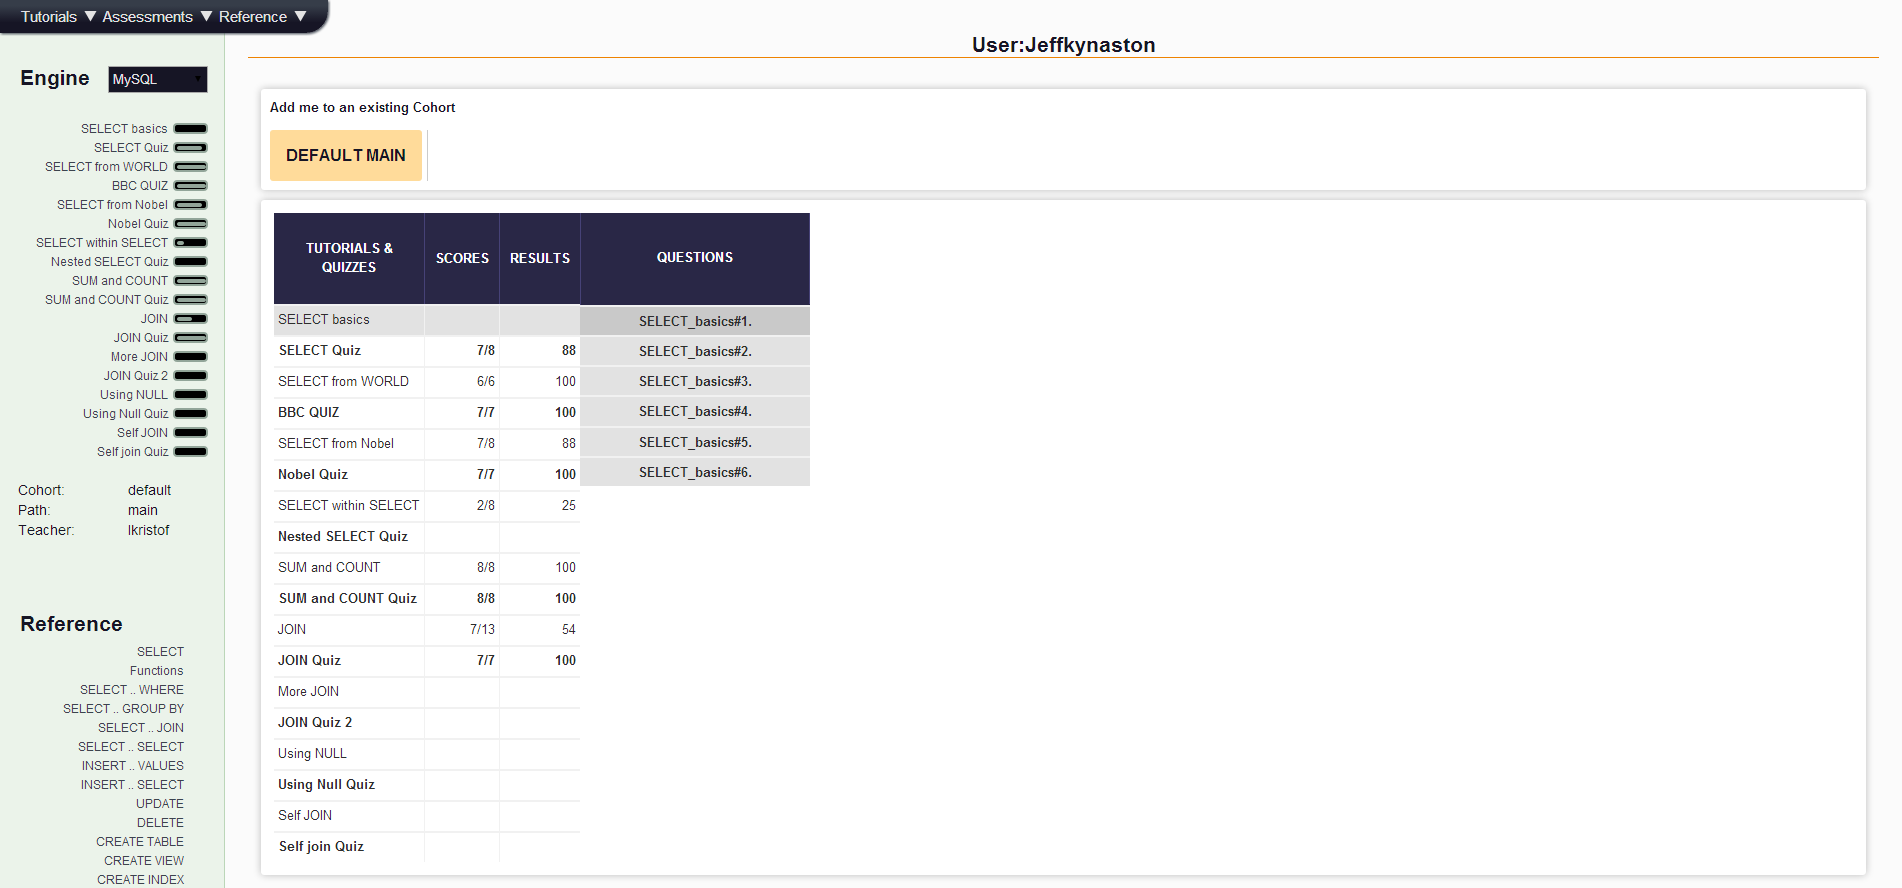 Tutorials ▼ Assessments ▼ Reference ▼
User:Jeffkynaston
Engine MySQL
SELECT basics
SELECT Quiz
SELECT from WORLD
BBC QUIZ
SELECT from Nobel
Nobel Quiz
SELECT within SELECT
Nested SELECT Quiz
SUM and COUNT
SUM and COUNT Quiz
JOIN
JOIN Quiz
More JOIN
JOIN Quiz 2
Using NULL
Using Null Quiz
Self JOIN
Self join Quiz
Cohort: default
Path: main
Teacher: lkristof
Reference
SELECT
Functions
SELECT .. WHERE
SELECT .. GROUP BY
SELECT .. JOIN
SELECT .. SELECT
INSERT .. VALUES
INSERT .. SELECT
UPDATE
DELETE
CREATE TABLE
CREATE VIEW
CREATE INDEX
Add me to an existing Cohort
DEFAULT MAIN
TUTORIALS & QUIZZES SCORES RESULTS QUESTIONS
SELECT basics SELECT_basics#1.
SELECT Quiz 7/8 88 SELECT_basics#2.
SELECT from WORLD 6/6 100 SELECT_basics#3.
BBC QUIZ 7/7 100 SELECT_basics#4.
SELECT from Nobel 7/8 88 SELECT_basics#5.
Nobel Quiz 7/7 100 SELECT_basics#6.
SELECT within SELECT 2/8 25
Nested SELECT Quiz
SUM and COUNT 8/8 100
SUM and COUNT Quiz 8/8 100
JOIN 7/13 54
JOIN Quiz 7/7 100
More JOIN
JOIN Quiz 2
Using NULL
Using Null Quiz
Self JOIN
Self join Quiz